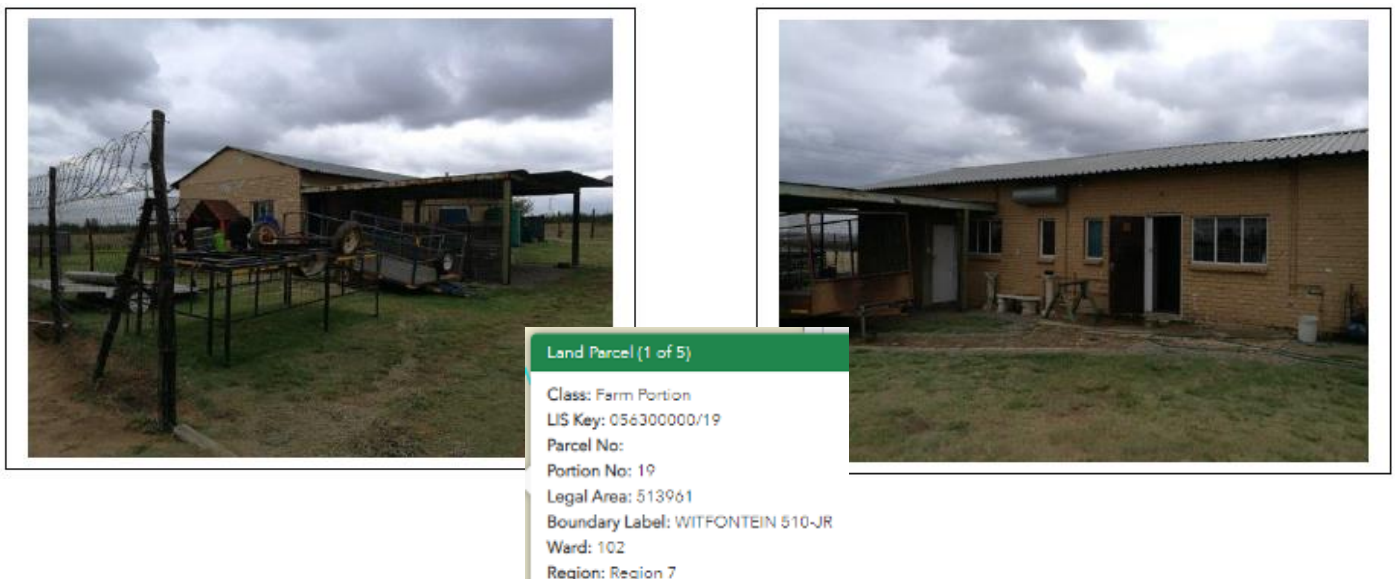 Land Parcel (1 of 5)
Class: Farm Portion
LIS Key: 056300000/19
Parcel No:
Portion No: 19
Legal Area: 513961
Boundary Label: WITFONTEIN 510-JR
Ward: 102
Region: Region 7